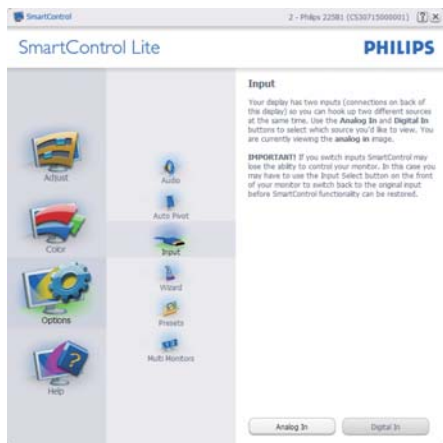 SmartControl
2 - Philips 225B1 (CS30715000001)
SmartControl Lite
PHILIPS
Adjust
Color
Options
Help
Audio
Auto Pivot
Input
Wizard
Presets
Multi Monitors
Input
Your display has two inputs (connections on back of
this display) so you can hook up two different sources
at the same time. Use the Analog In and Digital In
buttons to select which source you'd like to view. You
are currently viewing the analog in image.
IMPORTANT! If you switch inputs SmartControl may
lose the ability to control your monitor. In this case you
may have to use the Input Select button on the front
of your monitor to switch back to the original input
before SmartControl functionality can be restored.
Analog In
Digital In